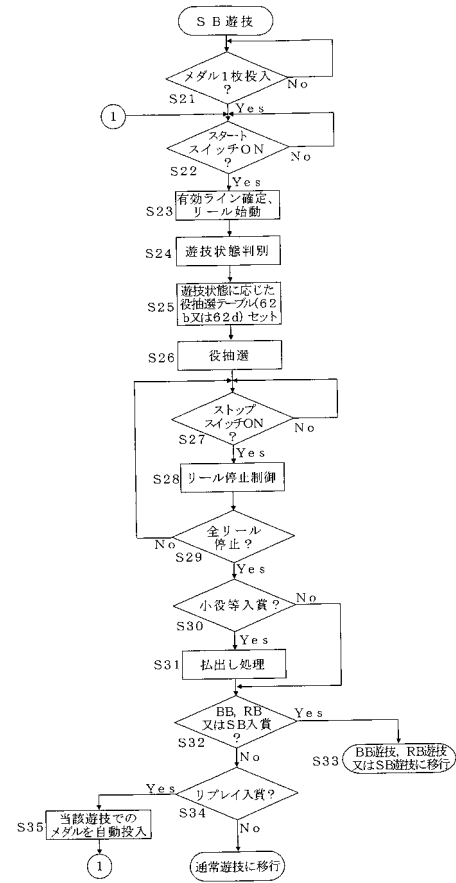 ＳＢ遊技
メダル１枚投入
？
No
S21
Yes
1
スタート
スイッチON
？
No
S22
Yes
S23
有効ライン確定、
リール始動
S24
遊技状態判別
S25
遊技状態に応じた
役抽選テーブル(62
b又は62d)セット
S26
役抽選
ストップ
スイッチON
？
No
S27
Yes
S28
リール停止制御
全リール
停止？
No
S29
Yes
小役等入賞？
No
S30
Yes
S31
払出し処理
BB, RB
又はSB入賞
？
Yes
S32
No
S33
BB遊技、RB遊技
又はSB遊技に移行
Yes
リプレイ入賞？
S34
No
S35
当該遊技での
メダルを自動投入
1
通常遊技に移行